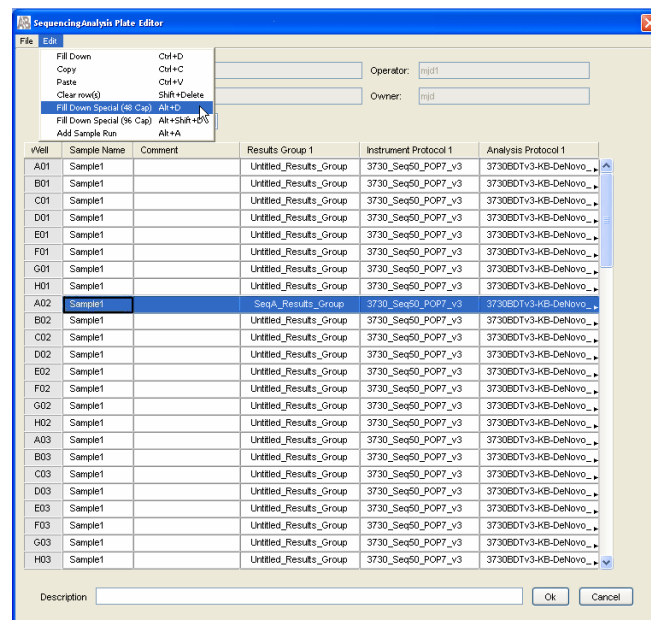 SequencingAnalysis Plate Editor
File Edit
Fill Down Ctrl+D
Copy Ctrl+C
Paste Ctrl+V
Clear row(s) Shift+Delete
Fill Down Special (48 Cap) Alt+D
Fill Down Special (96 Cap) Alt+Shift+D
Add Sample Run Alt+A
Operator: mjd1
Owner: mjd
Well Sample Name Comment Results Group 1 Instrument Protocol 1 Analysis Protocol 1
A01 Sample1 Untitled_Results_Group 3730_Seq50_POP7_v3 3730BDTv3-KB-DeNovo_
B01 Sample1 Untitled_Results_Group 3730_Seq50_POP7_v3 3730BDTv3-KB-DeNovo_
C01 Sample1 Untitled_Results_Group 3730_Seq50_POP7_v3 3730BDTv3-KB-DeNovo_
D01 Sample1 Untitled_Results_Group 3730_Seq50_POP7_v3 3730BDTv3-KB-DeNovo_
E01 Sample1 Untitled_Results_Group 3730_Seq50_POP7_v3 3730BDTv3-KB-DeNovo_
F01 Sample1 Untitled_Results_Group 3730_Seq50_POP7_v3 3730BDTv3-KB-DeNovo_
G01 Sample1 Untitled_Results_Group 3730_Seq50_POP7_v3 3730BDTv3-KB-DeNovo_
H01 Sample1 Untitled_Results_Group 3730_Seq50_POP7_v3 3730BDTv3-KB-DeNovo_
A02 Sample1 SeqA_Results_Group 3730_Seq50_POP7_v3 3730BDTv3-KB-DeNovo_
B02 Sample1 Untitled_Results_Group 3730_Seq50_POP7_v3 3730BDTv3-KB-DeNovo_
C02 Sample1 Untitled_Results_Group 3730_Seq50_POP7_v3 3730BDTv3-KB-DeNovo_
D02 Sample1 Untitled_Results_Group 3730_Seq50_POP7_v3 3730BDTv3-KB-DeNovo_
E02 Sample1 Untitled_Results_Group 3730_Seq50_POP7_v3 3730BDTv3-KB-DeNovo_
F02 Sample1 Untitled_Results_Group 3730_Seq50_POP7_v3 3730BDTv3-KB-DeNovo_
G02 Sample1 Untitled_Results_Group 3730_Seq50_POP7_v3 3730BDTv3-KB-DeNovo_
H02 Sample1 Untitled_Results_Group 3730_Seq50_POP7_v3 3730BDTv3-KB-DeNovo_
A03 Sample1 Untitled_Results_Group 3730_Seq50_POP7_v3 3730BDTv3-KB-DeNovo_
B03 Sample1 Untitled_Results_Group 3730_Seq50_POP7_v3 3730BDTv3-KB-DeNovo_
C03 Sample1 Untitled_Results_Group 3730_Seq50_POP7_v3 3730BDTv3-KB-DeNovo_
D03 Sample1 Untitled_Results_Group 3730_Seq50_POP7_v3 3730BDTv3-KB-DeNovo_
E03 Sample1 Untitled_Results_Group 3730_Seq50_POP7_v3 3730BDTv3-KB-DeNovo_
F03 Sample1 Untitled_Results_Group 3730_Seq50_POP7_v3 3730BDTv3-KB-DeNovo_
G03 Sample1 Untitled_Results_Group 3730_Seq50_POP7_v3 3730BDTv3-KB-DeNovo_
H03 Sample1 Untitled_Results_Group 3730_Seq50_POP7_v3 3730BDTv3-KB-DeNovo_
Description Ok Cancel